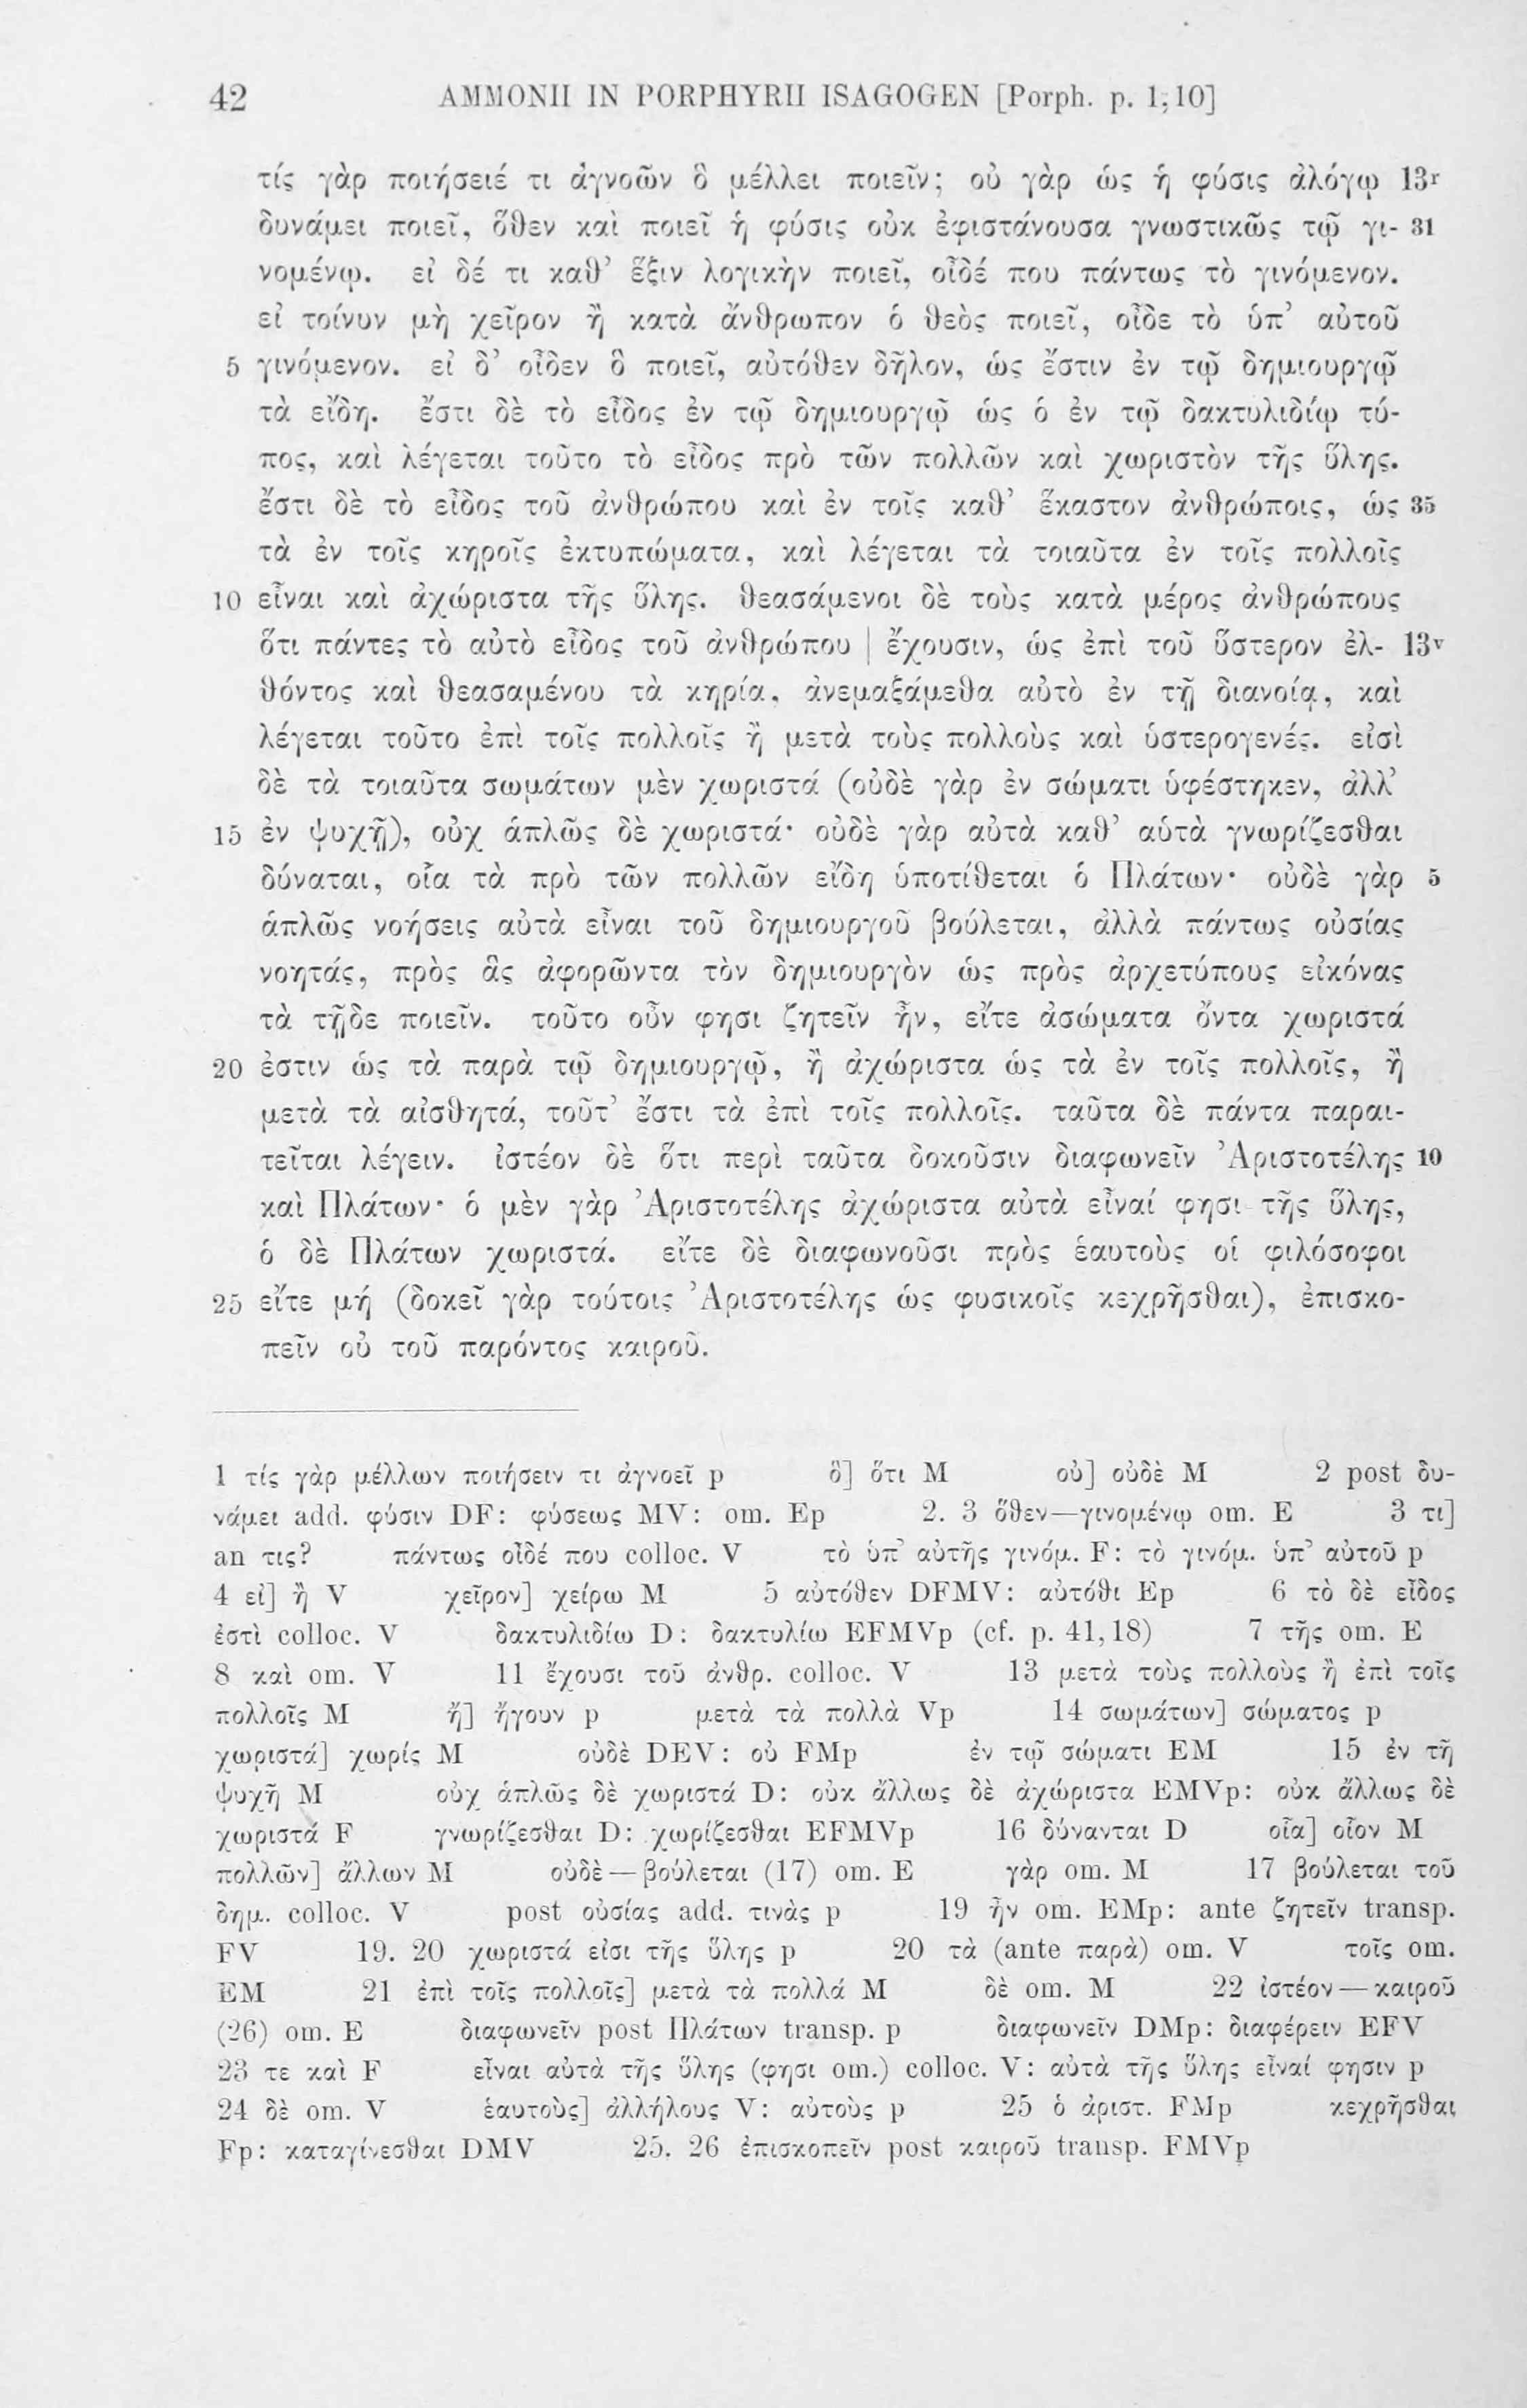 42 AMMONII IN PORPHYRII ISAGOGEN [Porph. p. 1,10]
τίς γὰρ ποιήσειέ τι ἀγνοῶν ὃ μέλλει ποιεῖν; οὐ γὰρ ὡς ἡ φύσις ἀλόγῳ 13r
δυνάμει ποιεῖ, ὅθεν καὶ ποιεῖ ἡ φύσις οὐκ ἐφιστάνουσα γνωστικῶς τῷ γι- 31
νομένῳ. εἰ δέ τι καθ’ ἕξιν λογικὴν ποιεῖ, οἶδέ που πάντως τὸ γινόμενον.
εἰ τοίνυν μὴ χεῖρον ἢ κατὰ ἄνθρωπον ὁ θεὸς ποιεῖ, οἶδε τὸ ὑπ’ αὐτοῦ
5 γινόμενον. εἰ δ’ οἶδεν ὃ ποιεῖ, αὐτόθεν δῆλον, ὡς ἔστιν ἐν τῷ δημιουργῷ
τὰ εἴδη. ἔστι δὲ τὸ εἶδος ἐν τῷ δημιουργῷ ὡς ὁ ἐν τῷ δακτυλιδίῳ τύ-
πος, καὶ λέγεται τοῦτο τὸ εἶδος πρὸ τῶν πολλῶν καὶ χωριστὸν τῆς ὕλης.
ἔστι δὲ τὸ εἶδος τοῦ ἀνθρώπου καὶ ἐν τοῖς καθ’ ἕκαστον ἀνθρώποις, ὡς 35
τὰ ἐν τοῖς κηροῖς ἐκτυπώματα, καὶ λέγεται τὰ τοιαῦτα ἐν τοῖς πολλοῖς
10 εἶναι καὶ ἀχώριστα τῆς ὕλης. θεασάμενοι δὲ τοὺς κατὰ μέρος ἀνθρώπους
ὅτι πάντες τὸ αὐτὸ εἶδος τοῦ ἀνθρώπου | ἔχουσιν, ὡς ἐπὶ τοῦ ὕστερον ἐλ- 13v
θόντος καὶ θεασαμένου τὰ κηρία, ἀνεμαξάμεθα αὐτὸ ἐν τῇ διανοίᾳ, καὶ
λέγεται τοῦτο ἐπὶ τοῖς πολλοῖς ἢ μετὰ τοὺς πολλοὺς καὶ ὑστερογενές. εἰσὶ
δὲ τὰ τοιαῦτα σωμάτων μὲν χωριστά (οὐδὲ γὰρ ἐν σώματι ὑφέστηκεν, ἀλλ’
15 ἐν ψυχῇ), οὐχ ἁπλῶς δὲ χωριστά· οὐδὲ γὰρ αὐτὰ καθ’ αὑτὰ γνωρίζεσθαι
δύναται, οἷα τὰ πρὸ τῶν πολλῶν εἴδη ὑποτίθεται ὁ Πλάτων· οὐδὲ γὰρ 5
ἁπλῶς νοήσεις αὐτὰ εἶναι τοῦ δημιουργοῦ βούλεται, ἀλλὰ πάντως οὐσίας
νοητάς, πρὸς ἃς ἀφορῶντα τὸν δημιουργὸν ὡς πρὸς ἀρχετύπους εἰκόνας
τὰ τῇδε ποιεῖν. τοῦτο οὖν φησι ζητεῖν ἦν, εἴτε ἀσώματα ὄντα χωριστά
20 ἐστιν ὡς τὰ παρὰ τῷ δημιουργῷ, ἢ ἀχώριστα ὡς τὰ ἐν τοῖς πολλοῖς, ἢ
μετὰ τὰ αἰσθητά, τοῦτ’ ἔστι τὰ ἐπὶ τοῖς πολλοῖς. ταῦτα δὲ πάντα παραι-
τεῖται λέγειν. ἰστέον δὲ ὅτι περὶ ταῦτα δοκοῦσιν διαφωνεῖν Ἀριστοτέλης 10
καὶ Πλάτων· ὁ μὲν γὰρ Ἀριστοτέλης ἀχώριστα αὐτὰ εἶναί φησι τῆς ὕλης,
ὁ δὲ Πλάτων χωριστά. εἴτε δὲ διαφωνοῦσι πρὸς ἑαυτοὺς οἱ φιλόσοφοι
25 εἴτε μή (δοκεῖ γὰρ τούτοις Ἀριστοτέλης ὡς φυσικοῖς κεχρῆσθαι), ἐπισκο-
πεῖν οὐ τοῦ παρόντος καιροῦ.
1 τίς γὰρ μέλλων ποιήσειν τι ἀγνοεῖ p ὃ] ὅτι M οὐ] οὐδὲ M 2 post δυ-
νάμει add. φύσιν DF: φύσεως MV: om. Ep 2. 3 ὅθεν—γινομένῳ om. E 3 τι]
an τις? πάντως οἶδέ που colloc. V τὸ ὑπ’ αὐτῆς γινόμ. F: τὸ γινόμ. ὑπ’ αὐτοῦ p
4 εἰ] ἢ V χεῖρον] χείρω M 5 αὐτόθεν DFMV: αὐτόθι Ep 6 τὸ δὲ εἶδος
ἐστὶ colloc. V δακτυλιδίω D: δακτυλίω EFMVp (cf. p. 41,18) 7 τῆς om. E
8 καὶ om. V 11 ἔχουσι τοῦ ἀνθρ. colloc. V 13 μετὰ τοὺς πολλοὺς ἢ ἐπὶ τοῖς
πολλοῖς M ἤ] ἤγουν p μετὰ τὰ πολλὰ Vp 14 σωμάτων] σώματος p
χωριστά] χωρίς M οὐδὲ DEV: οὐ FMp ἐν τῷ σώματι EM 15 ἐν τῆ
ψυχῆ M οὐχ ἁπλῶς δὲ χωριστά D: οὐκ ἄλλως δὲ ἀχώριστα EMVp: οὐκ ἄλλως δὲ
χωριστά F γνωρίζεσθαι D: χωρίζεσθαι EFMVp 16 δύνανται D οἷα] οἷον M
πολλῶν] ἄλλων M οὐδὲ—βούλεται (17) om. E γὰρ om. M 17 βούλεται τοῦ
δημ. colloc. V post οὐσίας add. τινὰς p 19 ἦν om. EMp: ante ζητεῖν transp.
FV 19. 20 χωριστά εἰσι τῆς ὕλης p 20 τὰ (ante παρὰ) om. V τοῖς om.
EM 21 ἐπὶ τοῖς πολλοῖς] μετὰ τὰ πολλά M δὲ om. M 22 ἰστέον—καιροῦ
(26) om. E διαφωνεῖν post Πλάτων transp. p διαφωνεῖν DMp: διαφέρειν EFV
23 τε καὶ F εἶναι αὐτὰ τῆς ὕλης (φησι om.) colloc. V: αὐτὰ τῆς ὕλης εἶναί φησιν p
24 δὲ om. V ἑαυτοὺς] ἀλλήλους V: αὐτοὺς p 25 ὁ ἀριστ. FMp κεχρῆσθαι
Fp: καταγίνεσθαι DMV 25. 26 ἐπισκοπεῖν post καιροῦ transp. FMVp